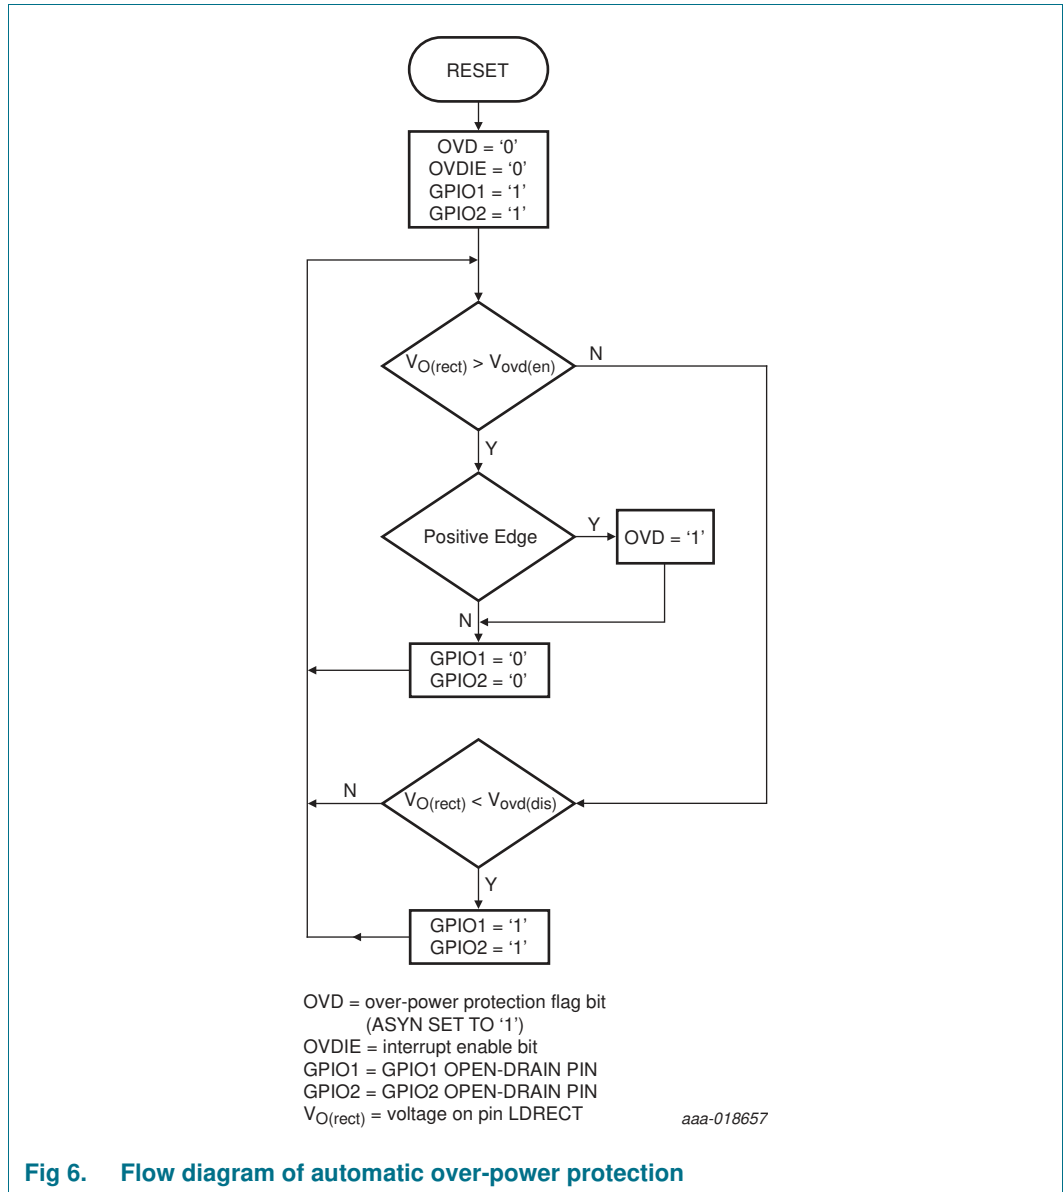 RESET
OVD = ‘0’
OVDIE = ‘0’
GPIO1 = ‘1’
GPIO2 = ‘1’
VO(rect) > Vovd(en)
N
Y
Positive Edge
Y
OVD = ‘1’
N
GPIO1 = ‘0’
GPIO2 = ‘0’
N
VO(rect) < Vovd(dis)
Y
GPIO1 = ‘1’
GPIO2 = ‘1’
OVD = over-power protection flag bit
(ASYN SET TO ‘1’)
OVDIE = interrupt enable bit
GPIO1 = GPIO1 OPEN-DRAIN PIN
GPIO2 = GPIO2 OPEN-DRAIN PIN
VO(rect) = voltage on pin LDRECT
aaa-018657
Fig 6. Flow diagram of automatic over-power protection